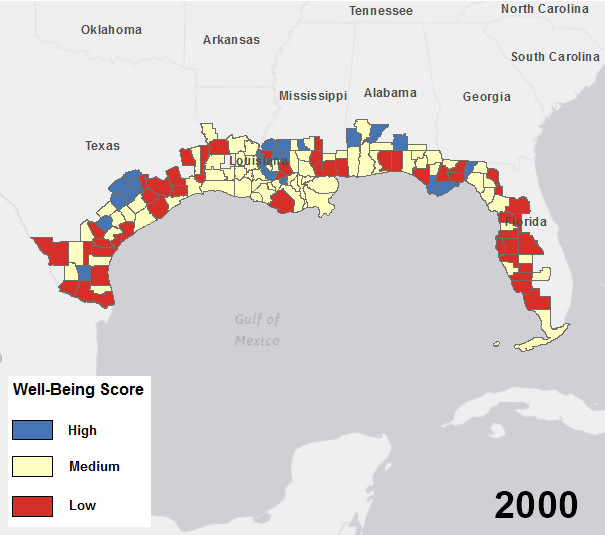 North Carolina
Tennessee
Oklahoma
Arkansas
South Carolina
Mississippi
Alabama
Georgia
Texas
Louisiana
Florida
Gulf of
Mexico
Well-Being Score
High
Medium
Low
2000